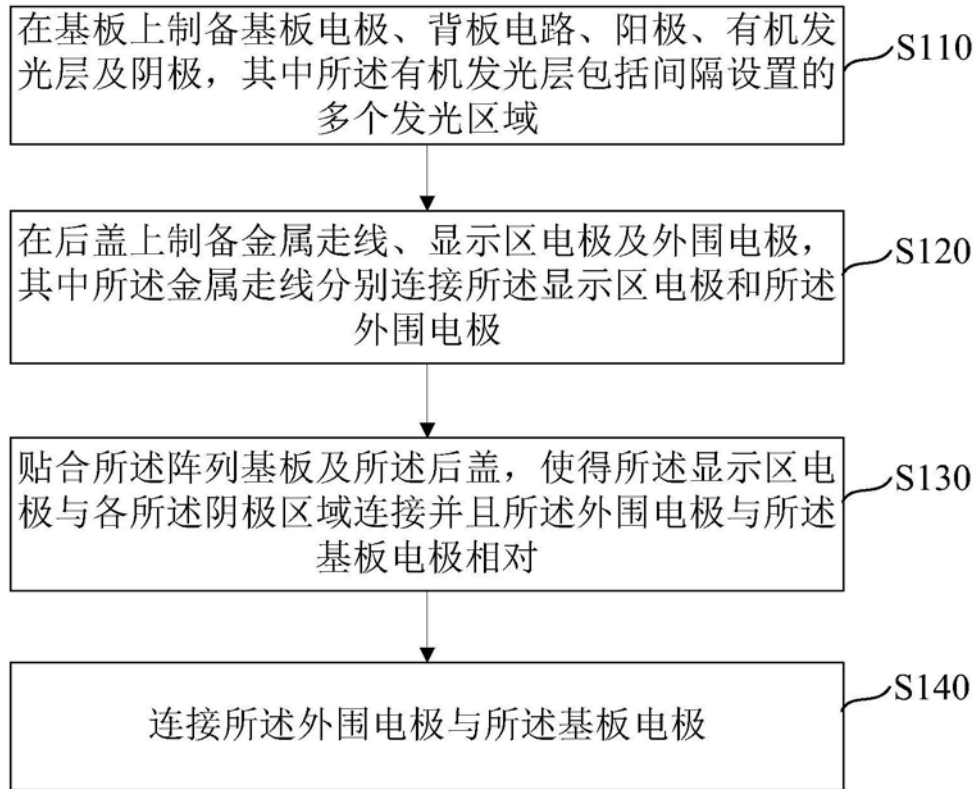 在基板上制备基板电极、背板电路、阳极、有机发
光层及阴极，其中所述有机发光层包括间隔设置的
多个发光区域
S110
在后盖上制备金属走线、显示区电极及外围电极，
其中所述金属走线分别连接所述显示区电极和所述
外围电极
S120
贴合所述阵列基板及所述后盖，使得所述显示区电
极与各所述阴极区域连接并且所述外围电极与所述
基板电极相对
S130
连接所述外围电极与所述基板电极
S140